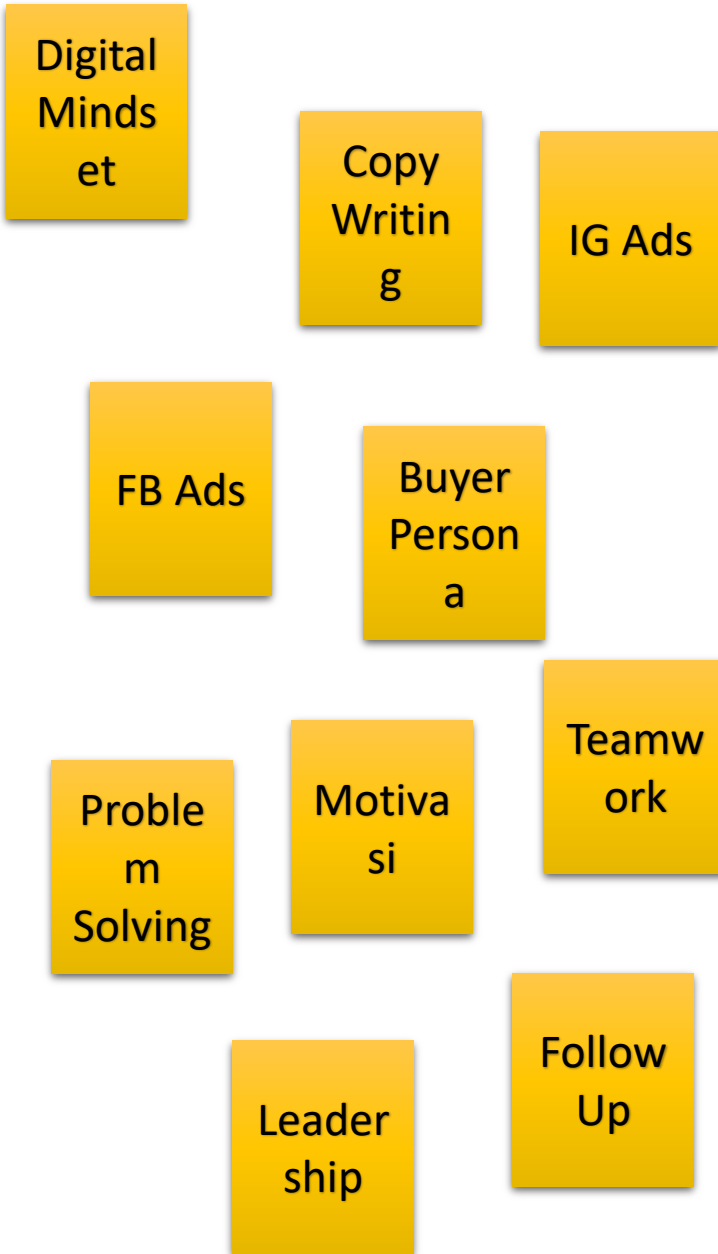 Digital
Minds
et
Copy
Writin
g
IG Ads
FB Ads
Buyer
Person
a
Teamw
ork
Motiva
si
Proble
m
Solving
Follow
Up
Leader
ship